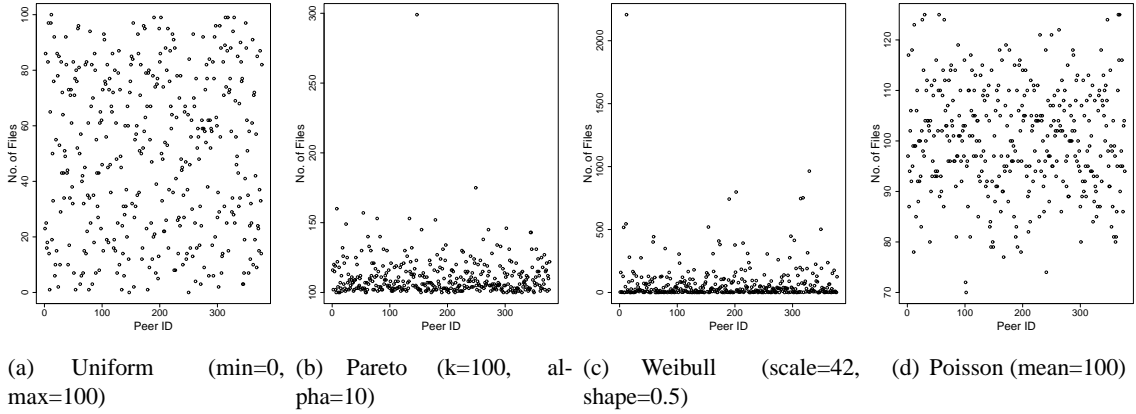 100
80
60
40
20
0
No. of Files
0 100 200 300
Peer ID
300
250
200
150
100
No. of Files
0 100 200 300
Peer ID
2000
1500
1000
500
0
No. of Files
0 100 200 300
Peer ID
120
110
100
90
80
70
No. of Files
0 100 200 300
Peer ID
(a) Uniform (min=0,
max=100)
(b) Pareto (k=100, al-
pha=10)
(c) Weibull (scale=42,
shape=0.5)
(d) Poisson (mean=100)